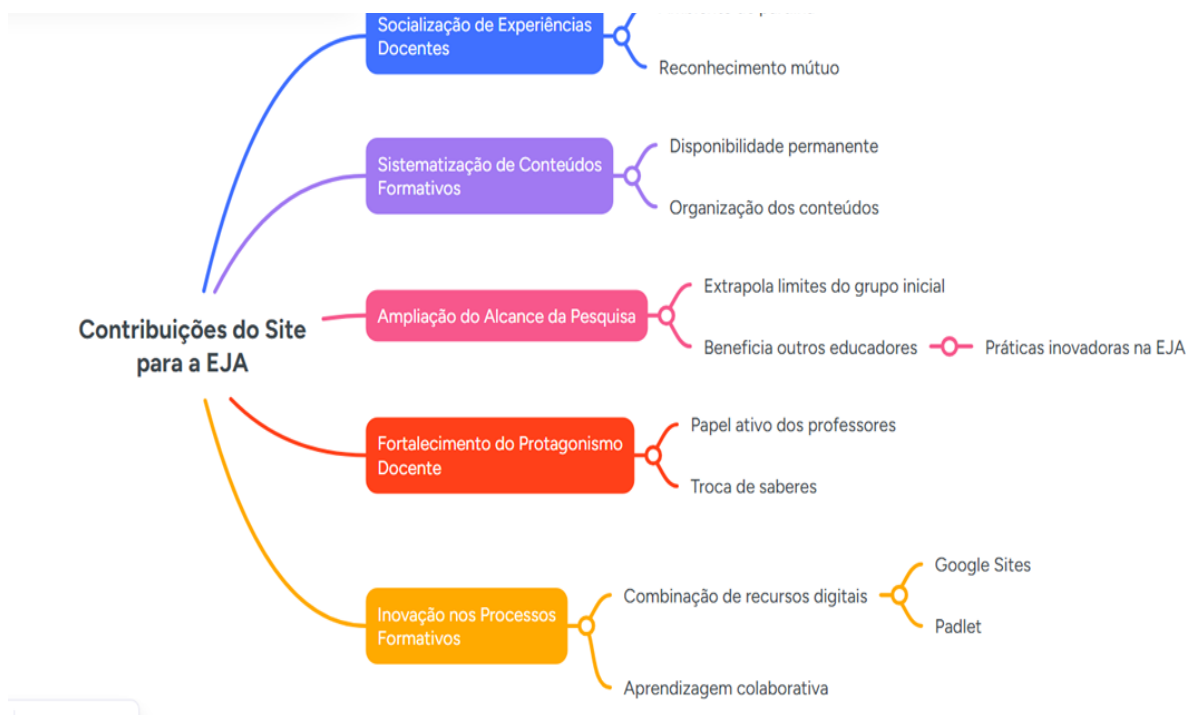 Socialização de Experiências
Docentes
Reconhecimento mútuo
Sistematização de Conteúdos
Formativos
Disponibilidade permanente
Organização dos conteúdos
Contribuições do Site
para a EJA
Ampliação do Alcance da Pesquisa
Extrapola limites do grupo inicial
Beneficia outros educadores
Práticas inovadoras na EJA
Fortalecimento do Protagonismo
Docente
Papel ativo dos professores
Troca de saberes
Inovação nos Processos
Formativos
Combinação de recursos digitais
Google Sites
Padlet
Aprendizagem colaborativa